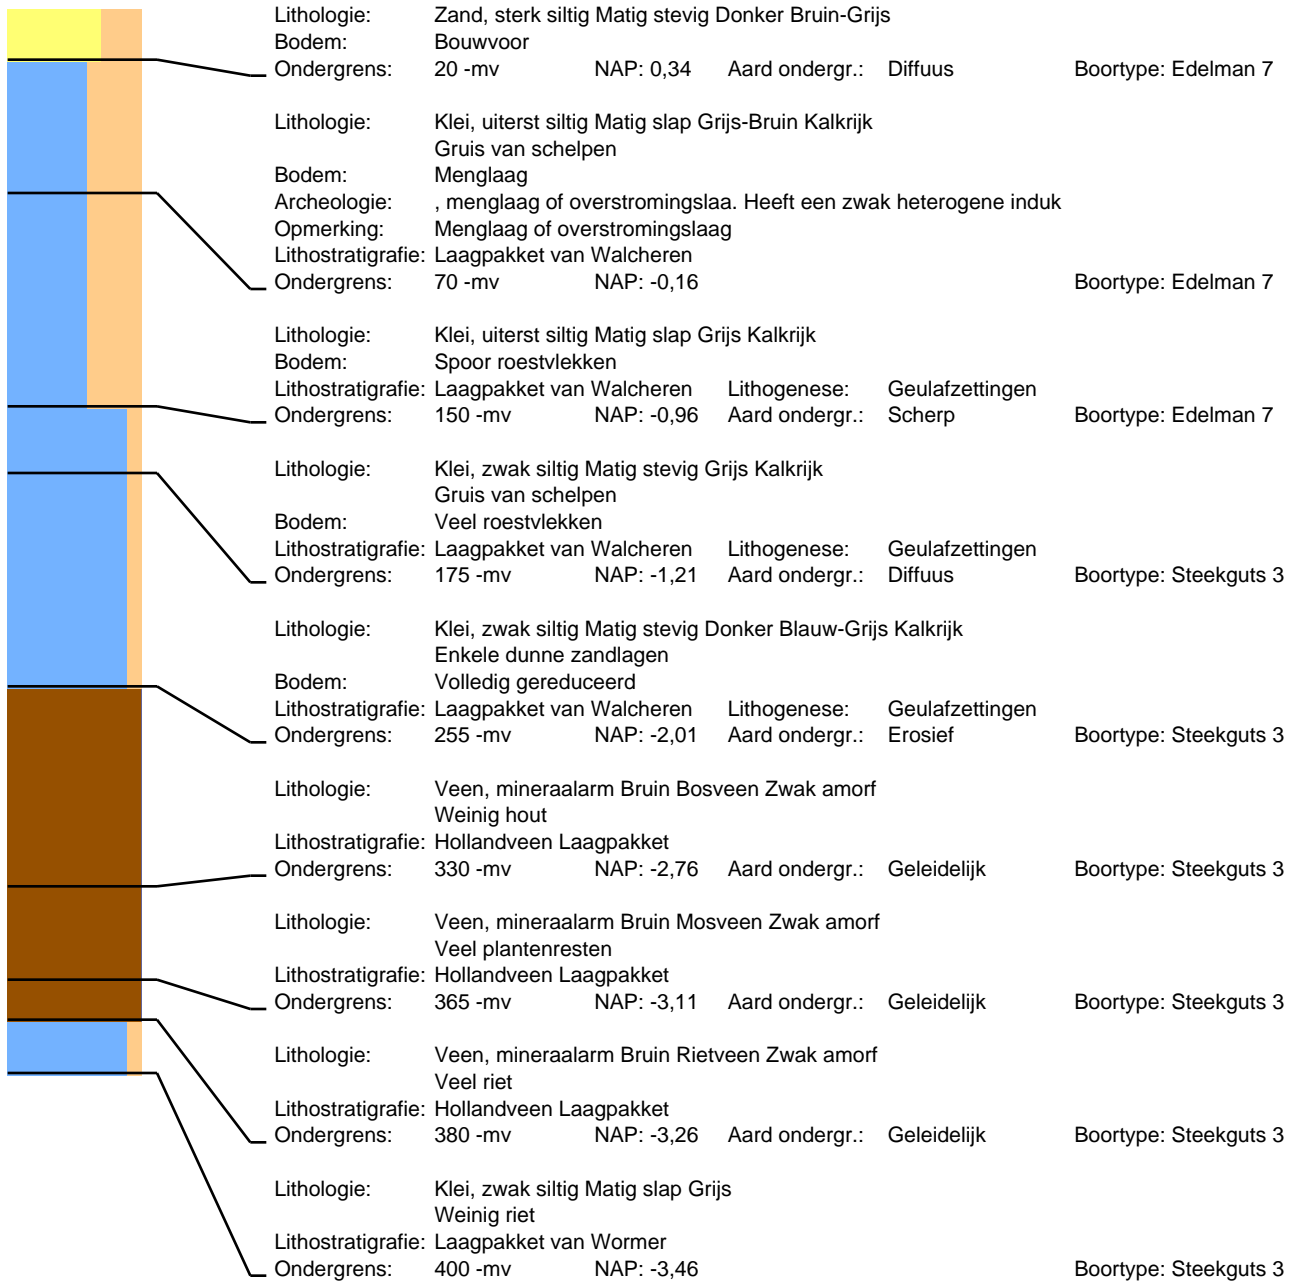 Lithologie: Zand, sterk siltig Matig stevig Donker Bruin-Grijs
Bodem: Bouwvoor
Ondergrens: 20 -mv NAP: 0,34 Aard ondergr.: Diffuus Boortype: Edelman 7
Lithologie: Klei, uiterst siltig Matig slap Grijs-Bruin Kalkrijk
Gruis van schelpen
Bodem: Menglaag
Archeologie: , menglaag of overstromingslaa. Heeft een zwak heterogene induk
Opmerking: Menglaag of overstromingslaag
Lithostratigrafie: Laagpakket van Walcheren
Ondergrens: 70 -mv NAP: -0,16 Boortype: Edelman 7
Lithologie: Klei, uiterst siltig Matig slap Grijs Kalkrijk
Bodem: Spoor roestvlekken
Lithostratigrafie: Laagpakket van Walcheren Lithogenese: Geulafzettingen
Ondergrens: 150 -mv NAP: -0,96 Aard ondergr.: Scherp Boortype: Edelman 7
Lithologie: Klei, zwak siltig Matig stevig Grijs Kalkrijk
Gruis van schelpen
Bodem: Veel roestvlekken
Lithostratigrafie: Laagpakket van Walcheren Lithogenese: Geulafzettingen
Ondergrens: 175 -mv NAP: -1,21 Aard ondergr.: Diffuus Boortype: Steekguts 3
Lithologie: Klei, zwak siltig Matig stevig Donker Blauw-Grijs Kalkrijk
Enkele dunne zandlagen
Bodem: Volledig gereduceerd
Lithostratigrafie: Laagpakket van Walcheren Lithogenese: Geulafzettingen
Ondergrens: 255 -mv NAP: -2,01 Aard ondergr.: Erosief Boortype: Steekguts 3
Lithologie: Veen, mineraalarm Bruin Bosveen Zwak amorf
Weinig hout
Lithostratigrafie: Hollandveen Laagpakket
Ondergrens: 330 -mv NAP: -2,76 Aard ondergr.: Geleidelijk Boortype: Steekguts 3
Lithologie: Veen, mineraalarm Bruin Mosveen Zwak amorf
Veel plantenresten
Lithostratigrafie: Hollandveen Laagpakket
Ondergrens: 365 -mv NAP: -3,11 Aard ondergr.: Geleidelijk Boortype: Steekguts 3
Lithologie: Veen, mineraalarm Bruin Rietveen Zwak amorf
Veel riet
Lithostratigrafie: Hollandveen Laagpakket
Ondergrens: 380 -mv NAP: -3,26 Aard ondergr.: Geleidelijk Boortype: Steekguts 3
Lithologie: Klei, zwak siltig Matig slap Grijs
Weinig riet
Lithostratigrafie: Laagpakket van Wormer
Ondergrens: 400 -mv NAP: -3,46 Boortype: Steekguts 3